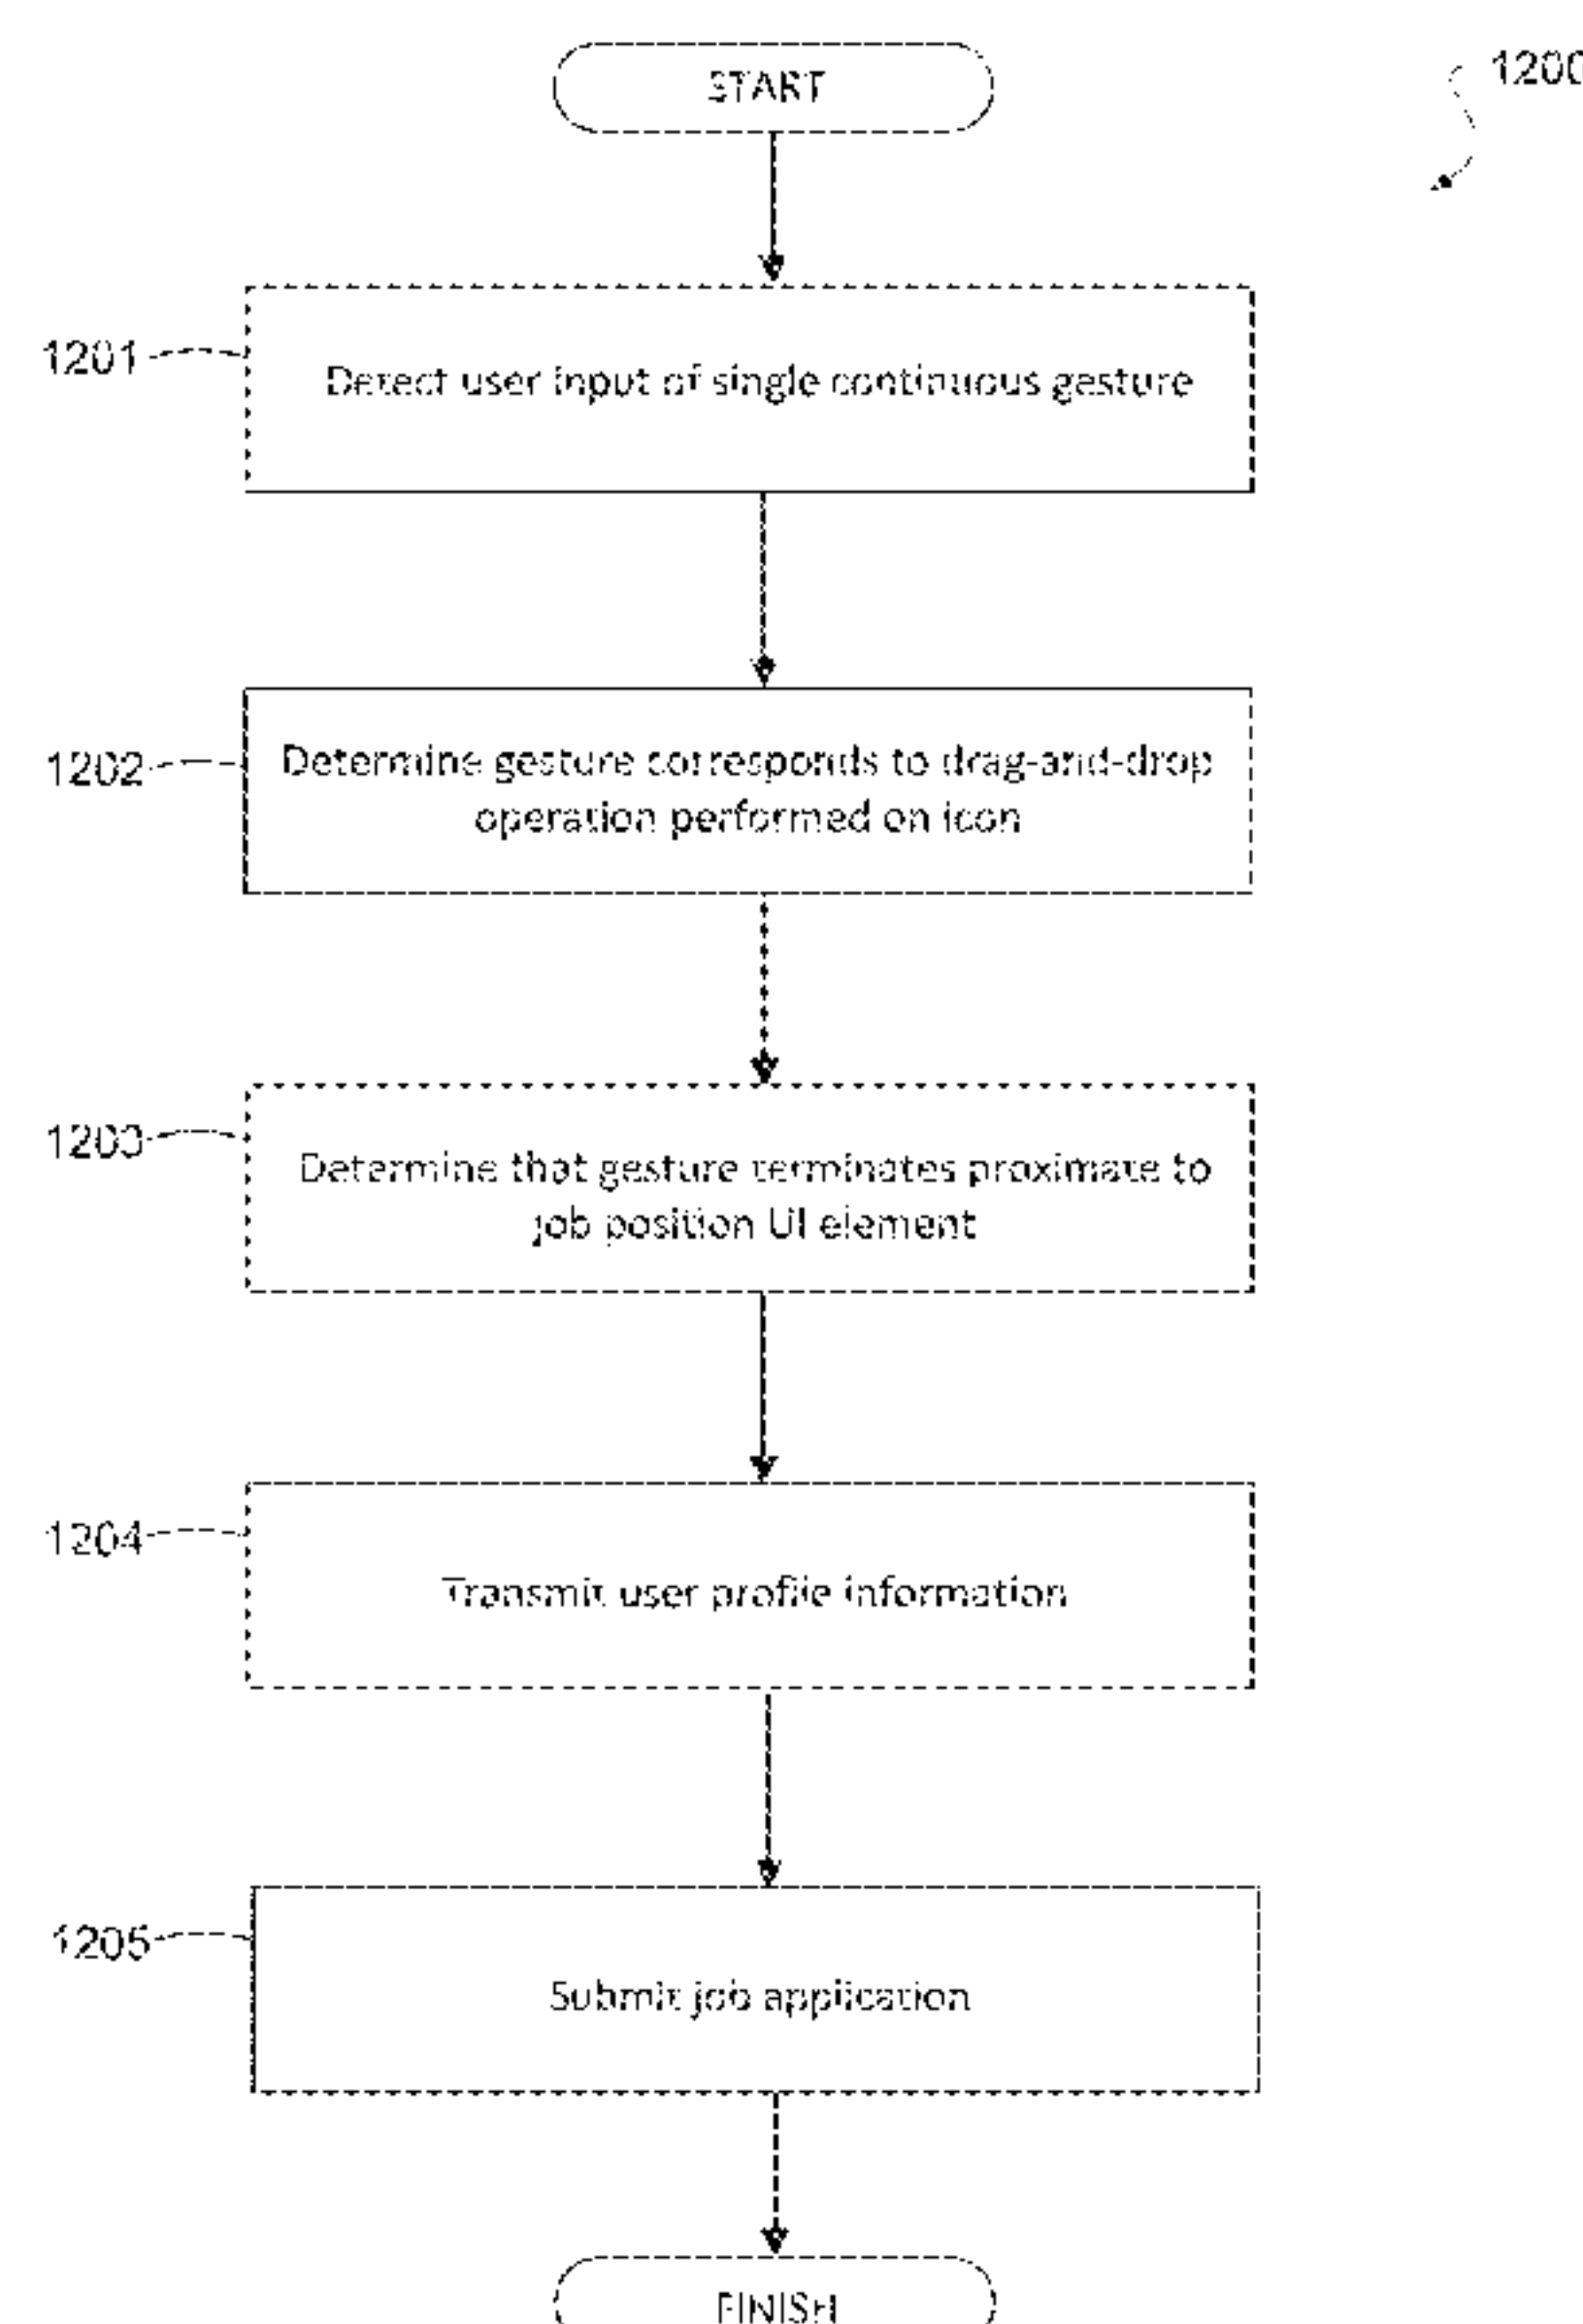 START
1200
1201
Detect user input of single continuous gesture
1202
Determine gesture corresponds to drag-and-drop
operation performed on icon
1203
Determine that gesture terminates proximate to
job position UI element
1204
Transmit user profile information
1205
Submit job application
FINISH